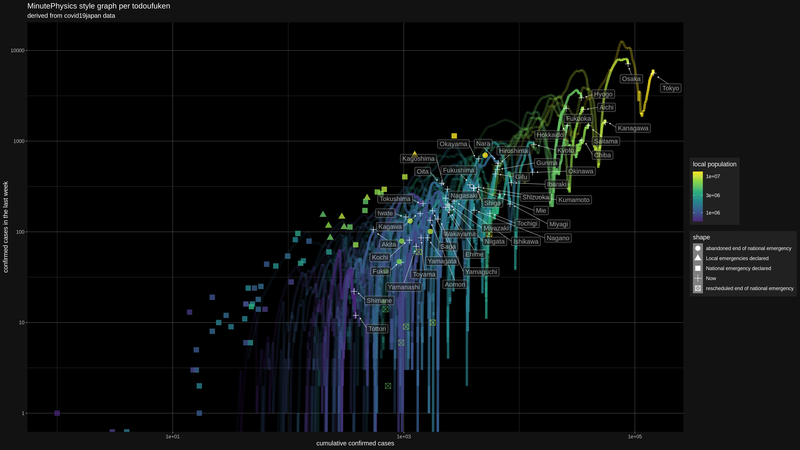 MinutePhysics style graph per todoufuken
derived from covid19japan data
10000
1000
100
10
1
confirmed cases in the last week
1e+01
1e+03
1e+05
cumulative confirmed cases
Osaka
Tokyo
Hyogo
Aichi
Fukuoka
Kanagawa
Hokkaido
Saitama
Okayama
Nara
Kyoto
Chiba
Hiroshima
Kagoshima
Gunma
Oita
Fukushima
Gifu
Okinawa
Ibaraki
Tokushima
Nagasaki
Shizuoka
Kumamoto
Shiga
Iwate
Mie
Kagawa
Tochigi
Miyagi
Miyazaki
Wakayama
Akita
Niigata
Ishikawa
Nagano
Saga
Kochi
Ehime
Yamagata
Fukui
Toyama
Yamaguchi
Aomori
Yamanashi
Shimane
Tottori
local population
1e+07
3e+06
1e+06
shape
abandoned end of national emergency
Local emergencies declared
National emergency declared
Now
rescheduled end of national emergency